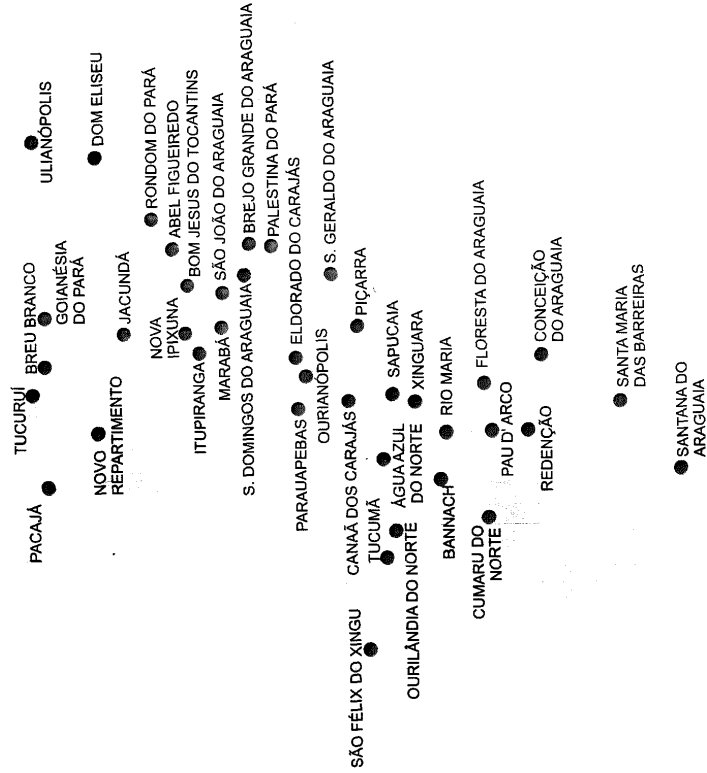 ULIANÓPOLIS
DOM ELISEU
TUCURUÍ
BREU BRANCO
GOIANÉSIA
DO PARÁ
PACAJÁ
NOVO
REPARTIMENTO
JACUNDÁ
RONDOM DO PARÁ
ABEL FIGUEIREDO
BOM JESUS DO TOCANTINS
NOVA
IPIXUNA
ITUPIRANGA
MARABÁ
SÃO JOÃO DO ARAGUAIA
S. DOMINGOS DO ARAGUAIA
BREJO GRANDE DO ARAGUAIA
PALESTINA DO PARÁ
PARAUAPEBAS
ELDORADO DO CARAJÁS
OURIANÓPOLIS
S. GERALDO DO ARAGUAIA
CANAÃ DOS CARAJÁS
PIÇARRA
SÃO FÉLIX DO XINGU
TUCUMÃ
OURILÂNDIA DO NORTE
ÁGUA AZUL
DO NORTE
SAPUCAIA
XINGUARA
BANNACH
RIO MARIA
CUMARU DO
NORTE
PAU D' ARCO
FLORESTA DO ARAGUAIA
REDENÇÃO
CONCEIÇÃO
DO ARAGUAIA
SANTA MARIA
DAS BARREIRAS
SANTANA DO
ARAGUAIA